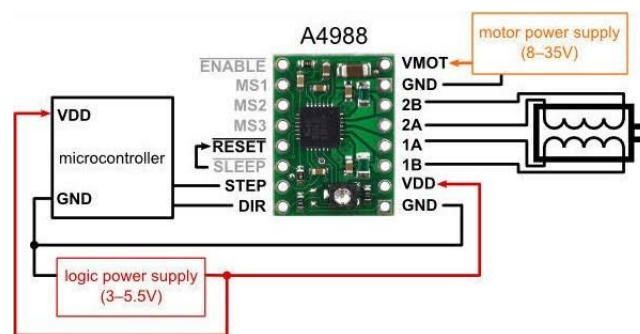 A4988
motor power supply
(8–35V)
ENABLE
MS1
MS2
MS3
RESET
SLEEP
STEP
DIR
VMOT
GND
2B
2A
1A
1B
VDD
GND
VDD
microcontroller
GND
logic power supply
(3–5.5V)